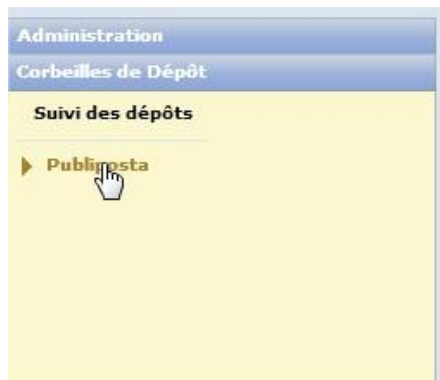 Administration
Corbeilles de Dépôt
Suivi des dépôts
Publiposta